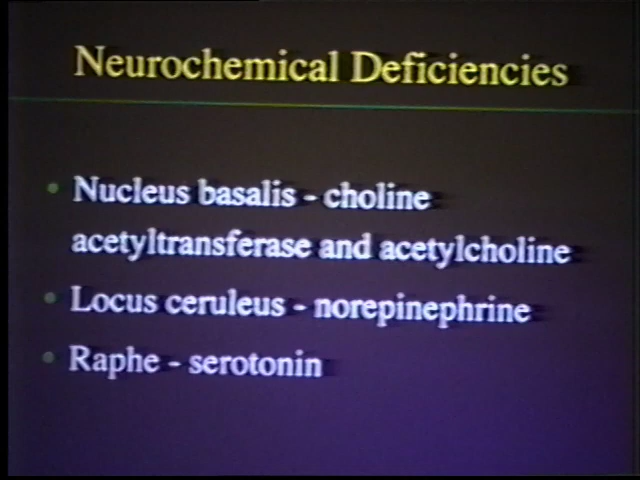 Neurochemical Deficiencies
• Nucleus basalis - choline
acetyltransferase and acetylcholine
• Locus ceruleus - norepinephrine
• Raphe - serotonin